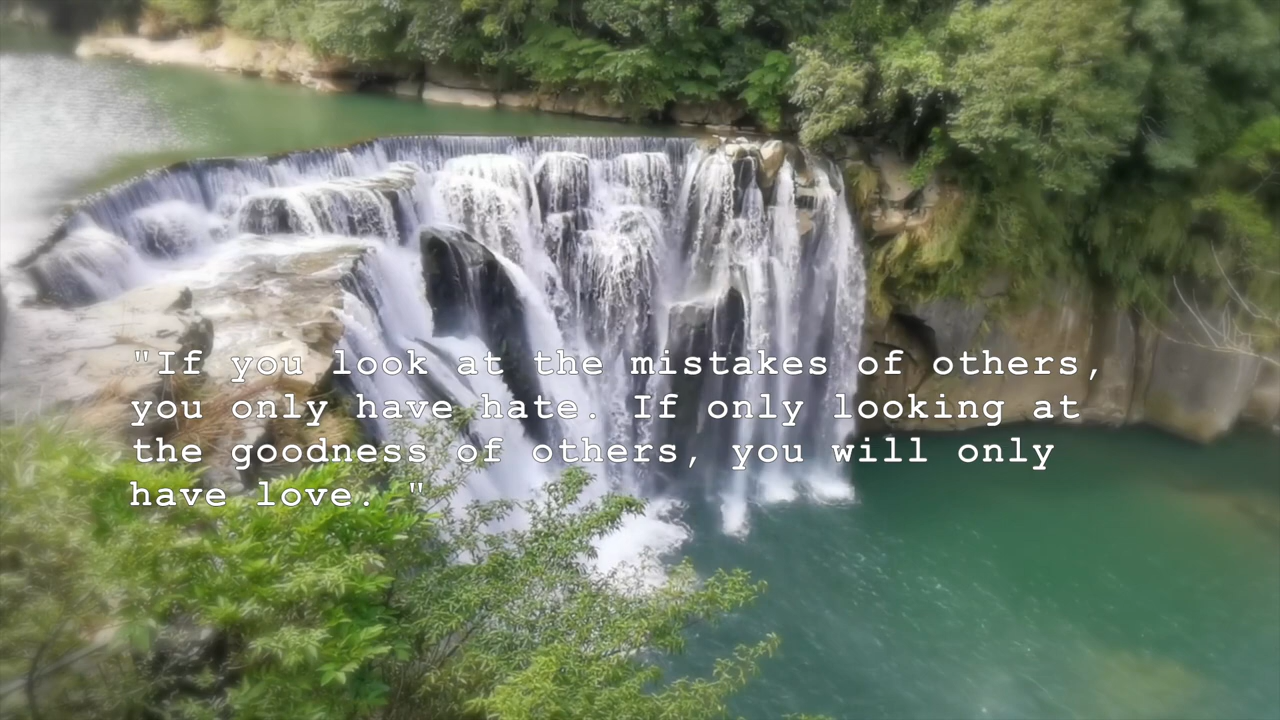 "If you look at the mistakes of others,
you only have hate. If only looking at
the goodness of others, you will only
have love. "